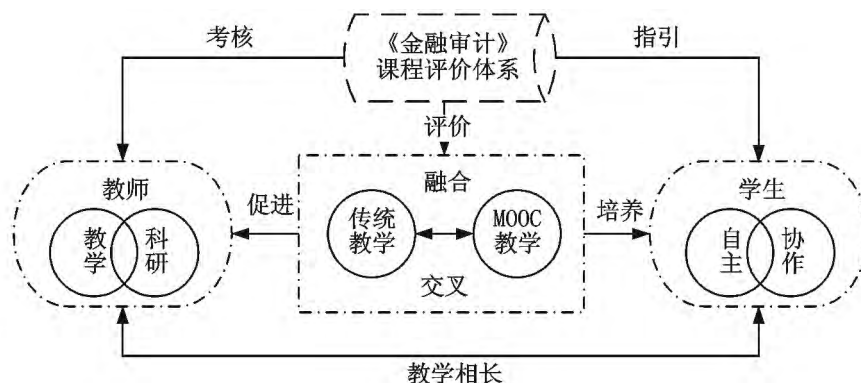 考核
《金融审计》
课程评价体系
指引
评价
教师
教学
科研
促进
融合
传统
教学
MOOC
教学
交叉
培养
学生
自主
协作
教学相长